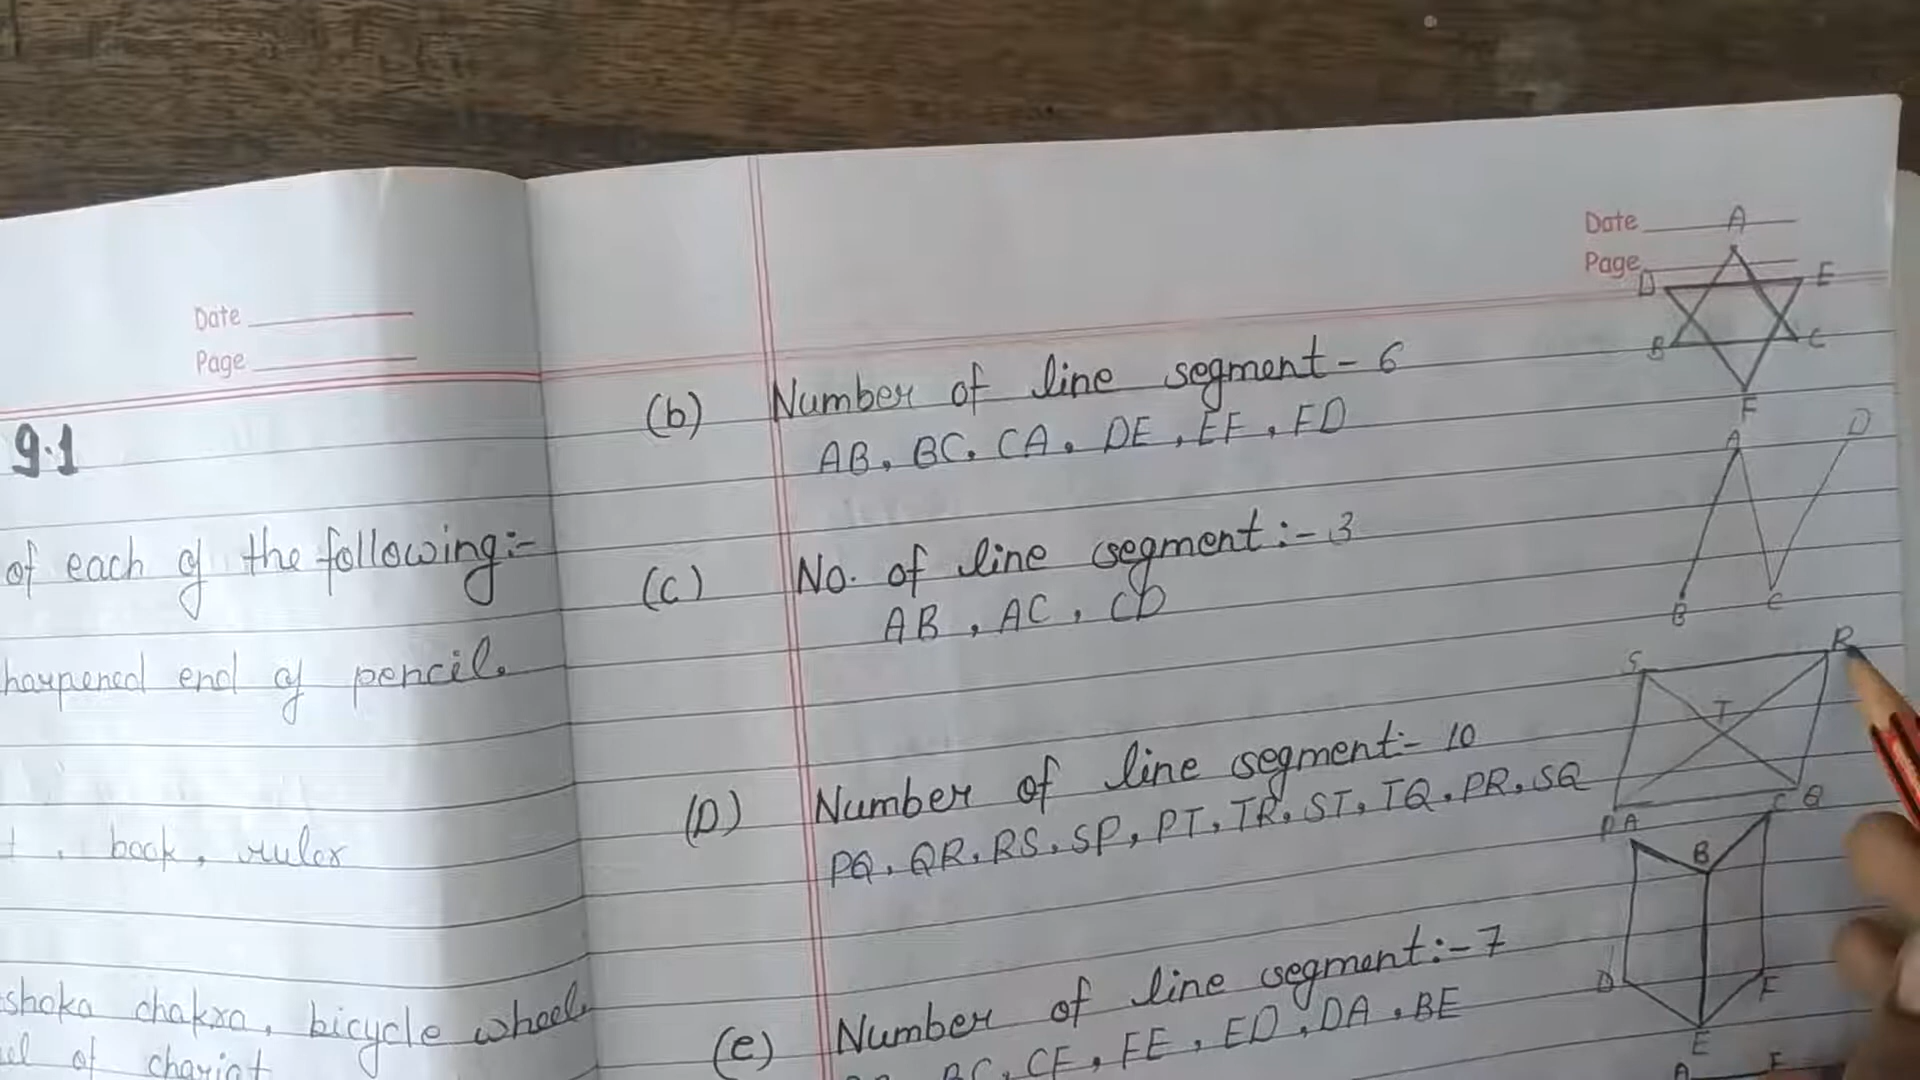 Date
Page
9.1
of each of the following:-
harpened end of pencil.
book, ruler
shoka chakra, bicycle wheel.
of chariot
Date
Page
A
D E
B C
F
(b) Number of line segment - 6
AB, BC, CA, DE, EF, FD
A D
B C
(c) No. of line segment :- 3
AB, AC, CD
S R
T
P Q
(D) Number of line segment:- 10
PQ, QR, RS, SP, PT, TR, ST, TQ, PR, SQ
A B C
D E F
(e) Number of line segment:- 7
BC, CF, FE, ED, DA, BE
A F